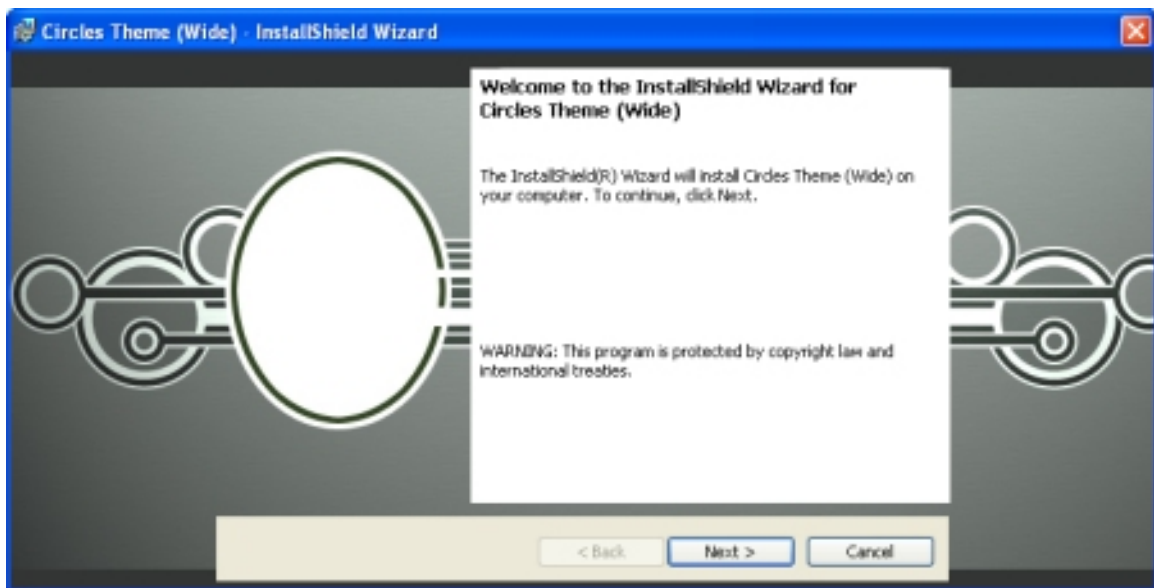 Circles Theme (Wide) - InstallShield Wizard
Welcome to the InstallShield Wizard for
Circles Theme (Wide)
The InstallShield(R) Wizard will install Circles Theme (Wide) on
your computer. To continue, click Next.
WARNING: This program is protected by copyright law and
international treaties.
< Back
Next >
Cancel